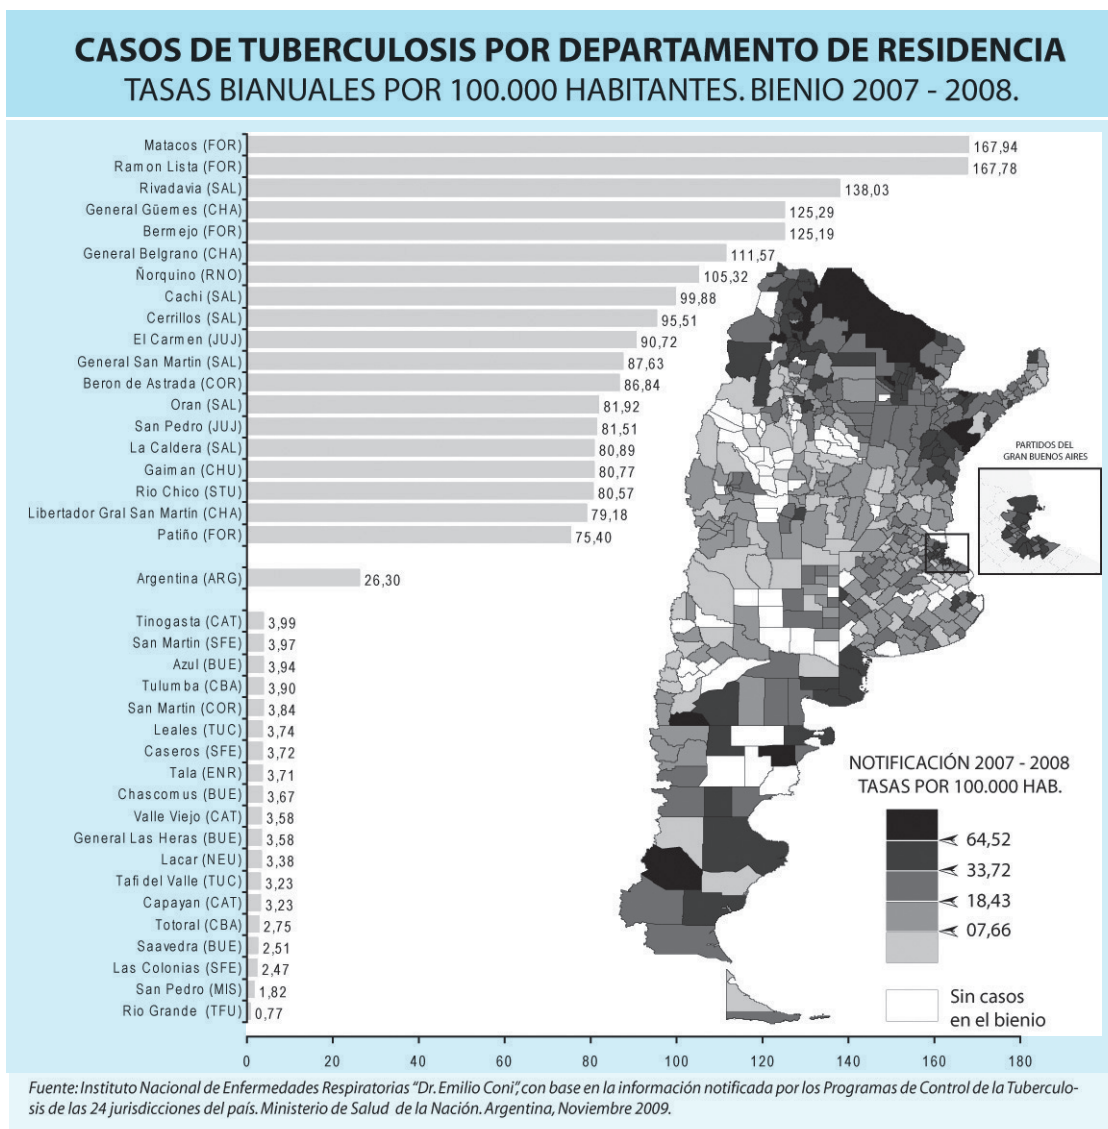 CASOS DE TUBERCULOSIS POR DEPARTAMENTO DE RESIDENCIA
TASAS BIANUALES POR 100.000 HABITANTES. BIENIO 2007 - 2008.
Matacos (FOR) 167,94
Ramon Lista (FOR) 167,78
Rivadavia (SAL) 138,03
General Güemes (CHA) 125,29
Bermejo (FOR) 125,19
General Belgrano (CHA) 111,57
Ñorquino (RNO) 105,32
Cachi (SAL) 99,88
Cerrillos (SAL) 95,51
El Carmen (JUJ) 90,72
General San Martin (SAL) 87,63
Beron de Astrada (COR) 86,84
Oran (SAL) 81,92
San Pedro (JUJ) 81,51
La Caldera (SAL) 80,89
Gaiman (CHU) 80,77
Rio Chico (STU) 80,57
Libertador Gral San Martin (CHA) 79,18
Patiño (FOR) 75,40
Argentina (ARG) 26,30
Tinogasta (CAT) 3,99
San Martin (SFE) 3,97
Azul (BUE) 3,94
Tulumba (CBA) 3,90
San Martin (COR) 3,84
Leales (TUC) 3,74
Caseros (SFE) 3,72
Tala (ENR) 3,71
Chascomus (BUE) 3,67
Valle Viejo (CAT) 3,58
General Las Heras (BUE) 3,58
Lacar (NEU) 3,38
Tafi del Valle (TUC) 3,23
Capayan (CAT) 3,23
Totoral (CBA) 2,75
Saavedra (BUE) 2,51
Las Colonias (SFE) 2,47
San Pedro (MIS) 1,82
Rio Grande (TFU) 0,77
0 20 40 60 80 100 120 140 160 180
PARTIDOS DEL
GRAN BUENOS AIRES
NOTIFICACIÓN 2007 - 2008
TASAS POR 100.000 HAB.
64,52
33,72
18,43
07,66
Sin casos
en el bienio
Fuente: Instituto Nacional de Enfermedades Respiratorias "Dr. Emilio Coni", con base en la información notificada por los Programas de Control de la Tuberculo-
sis de las 24 jurisdicciones del país. Ministerio de Salud de la Nación. Argentina, Noviembre 2009.